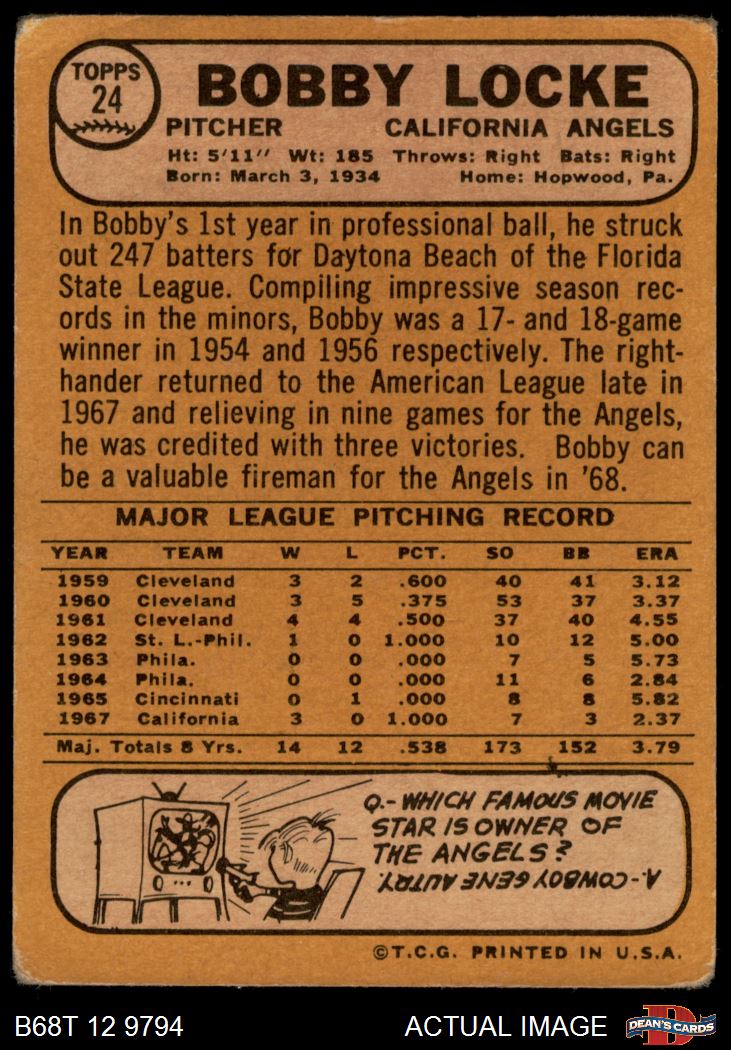 TOPPS
24
BOBBY LOCKE
PITCHER CALIFORNIA ANGELS
Ht: 5'11" Wt: 185 Throws: Right Bats: Right
Born: March 3, 1934 Home: Hopwood, Pa.
In Bobby's 1st year in professional ball, he struck
out 247 batters for Daytona Beach of the Florida
State League. Compiling impressive season rec-
ords in the minors, Bobby was a 17- and 18-game
winner in 1954 and 1956 respectively. The right-
hander returned to the American League late in
1967 and relieving in nine games for the Angels,
he was credited with three victories. Bobby can
be a valuable fireman for the Angels in '68.
MAJOR LEAGUE PITCHING RECORD
YEAR TEAM W L PCT. SO BB ERA
1959 Cleveland 3 2 .600 40 41 3.12
1960 Cleveland 3 5 .375 53 37 3.37
1961 Cleveland 4 4 .500 37 40 4.55
1962 St. L.-Phil. 1 0 1.000 10 12 5.00
1963 Phila. 0 0 .000 7 5 5.73
1964 Phila. 0 0 .000 11 6 2.84
1965 Cincinnati 0 1 .000 8 8 5.82
1967 California 3 0 1.000 7 3 2.37
Maj. Totals 8 Yrs. 14 12 .538 173 152 3.79
Q.- WHICH FAMOUS MOVIE
STAR IS OWNER OF
THE ANGELS?
A.- COWBOY GENE AUTRY.
©T.C.G. PRINTED IN U.S.A.
B68T 12 9794 ACTUAL IMAGE D DEAN'S CARDS